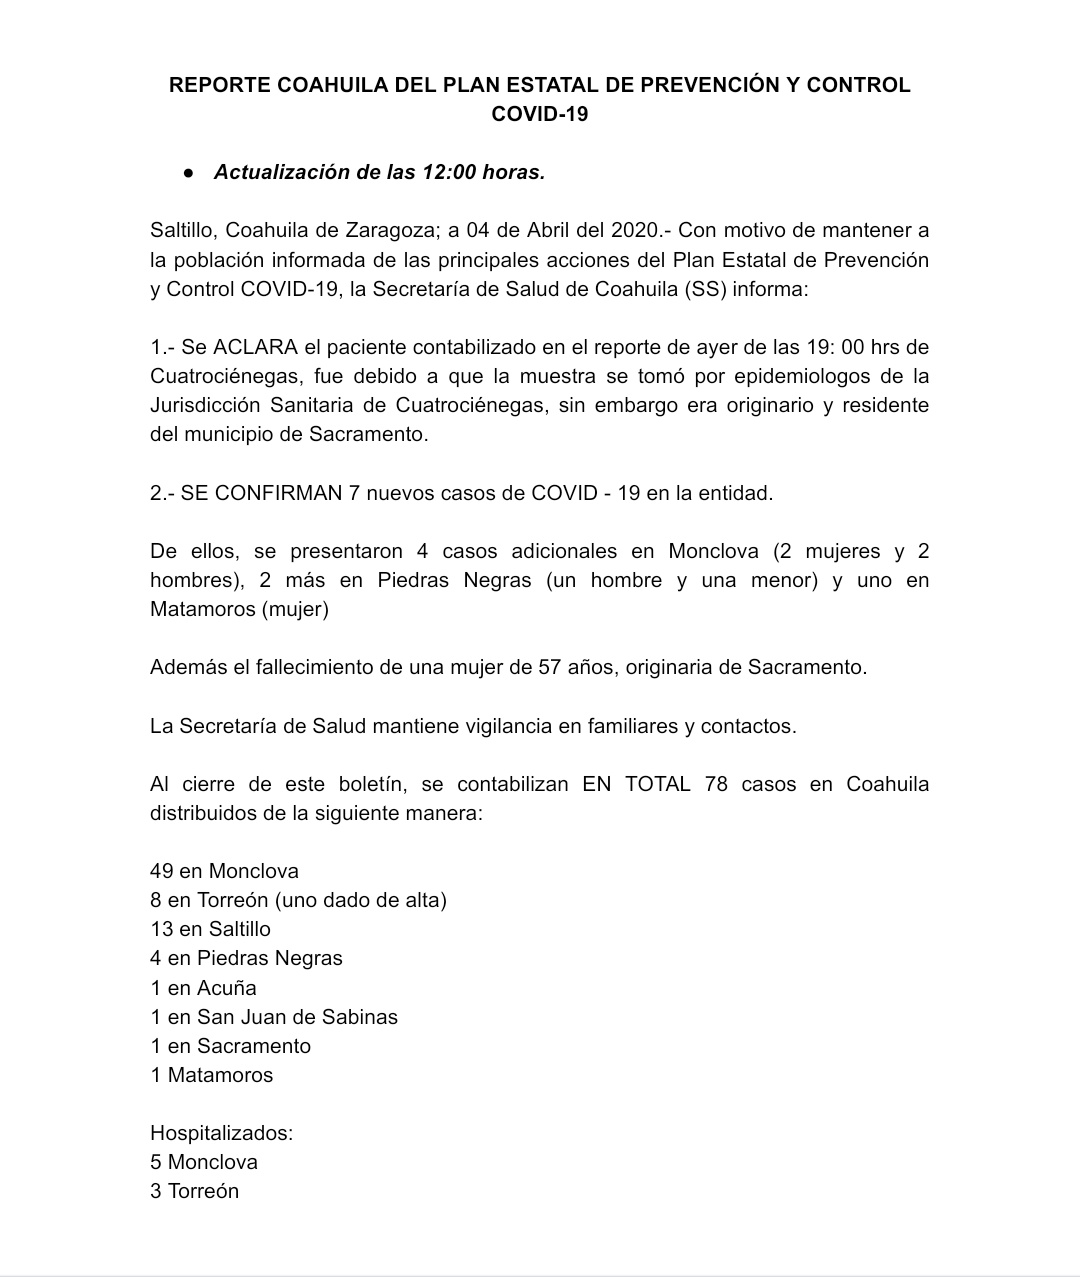 REPORTE COAHUILA DEL PLAN ESTATAL DE PREVENCIÓN Y CONTROL
COVID-19
● Actualización de las 12:00 horas.
Saltillo, Coahuila de Zaragoza; a 04 de Abril del 2020.- Con motivo de mantener a
la población informada de las principales acciones del Plan Estatal de Prevención
y Control COVID-19, la Secretaría de Salud de Coahuila (SS) informa:
1.- Se ACLARA el paciente contabilizado en el reporte de ayer de las 19: 00 hrs de
Cuatrociénegas, fue debido a que la muestra se tomó por epidemiologos de la
Jurisdicción Sanitaria de Cuatrociénegas, sin embargo era originario y residente
del municipio de Sacramento.
2.- SE CONFIRMAN 7 nuevos casos de COVID - 19 en la entidad.
De ellos, se presentaron 4 casos adicionales en Monclova (2 mujeres y 2
hombres), 2 más en Piedras Negras (un hombre y una menor) y uno en
Matamoros (mujer)
Además el fallecimiento de una mujer de 57 años, originaria de Sacramento.
La Secretaría de Salud mantiene vigilancia en familiares y contactos.
Al cierre de este boletín, se contabilizan EN TOTAL 78 casos en Coahuila
distribuidos de la siguiente manera:
49 en Monclova
8 en Torreón (uno dado de alta)
13 en Saltillo
4 en Piedras Negras
1 en Acuña
1 en San Juan de Sabinas
1 en Sacramento
1 Matamoros
Hospitalizados:
5 Monclova
3 Torreón